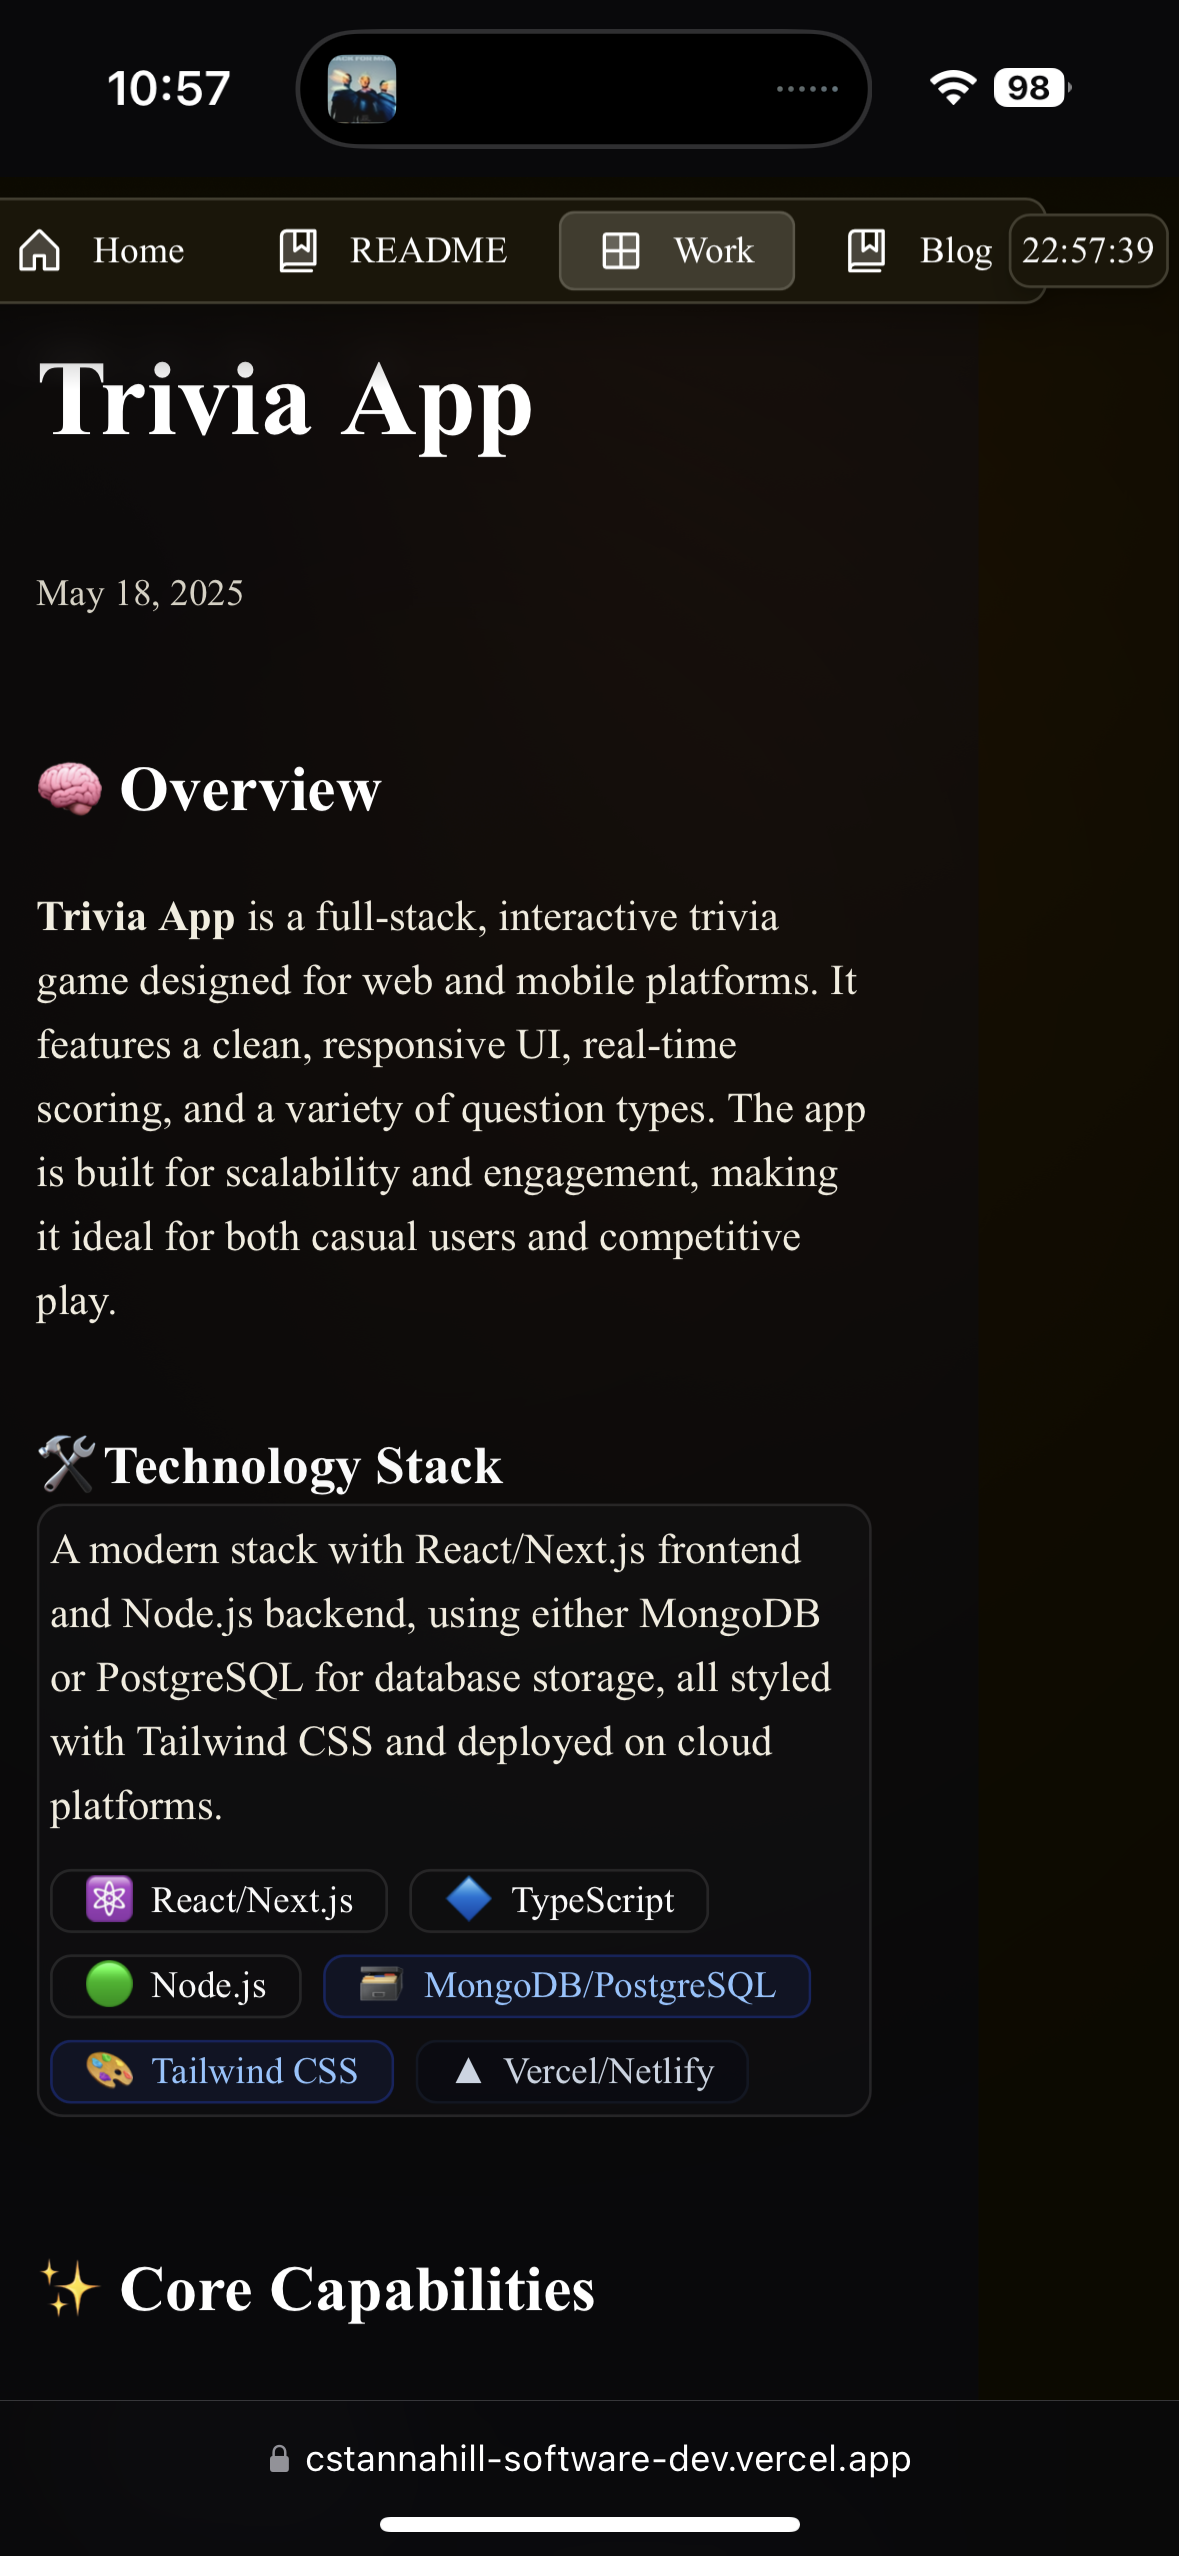 10:57
98
Home README Work Blog 22:57:39
Trivia App
May 18, 2025
🧠 Overview
Trivia App is a full-stack, interactive trivia
game designed for web and mobile platforms. It
features a clean, responsive UI, real-time
scoring, and a variety of question types. The app
is built for scalability and engagement, making
it ideal for both casual users and competitive
play.
🛠️ Technology Stack
A modern stack with React/Next.js frontend
and Node.js backend, using either MongoDB
or PostgreSQL for database storage, all styled
with Tailwind CSS and deployed on cloud
platforms.
⚛️ React/Next.js 🔷 TypeScript
🟢 Node.js 🗃️ MongoDB/PostgreSQL
🎨 Tailwind CSS ▲ Vercel/Netlify
✨ Core Capabilities
cstannahill-software-dev.vercel.app